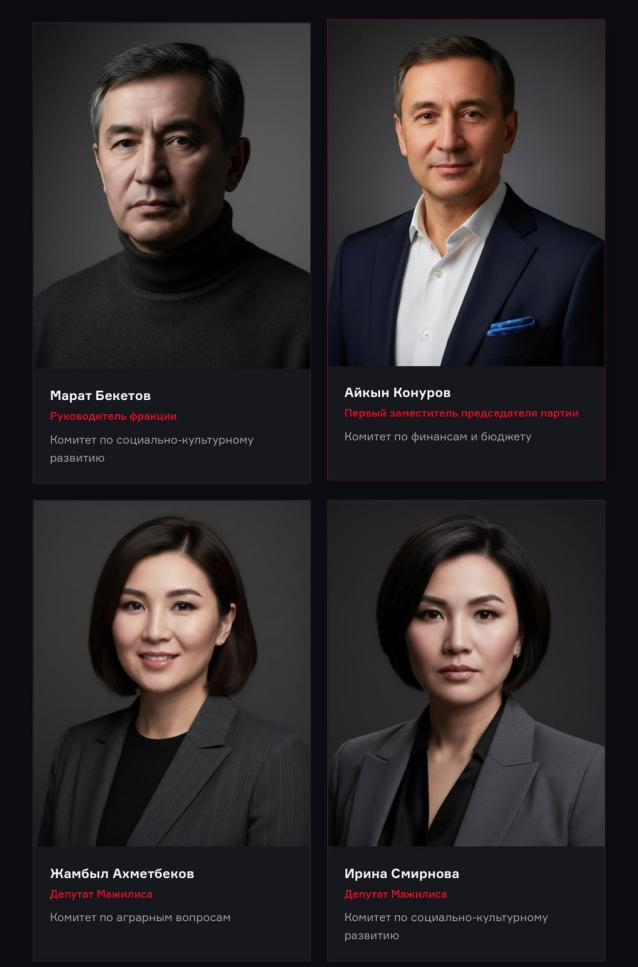 Марат Бекетов
Руководитель фракции
Комитет по социально-культурному
развитию
Айкын Конуров
Первый заместитель председателя партии
Комитет по финансам и бюджету
Жамбыл Ахметбеков
Депутат Мажилиса
Комитет по аграрным вопросам
Ирина Смирнова
Депутат Мажилиса
Комитет по социально-культурному
развитию